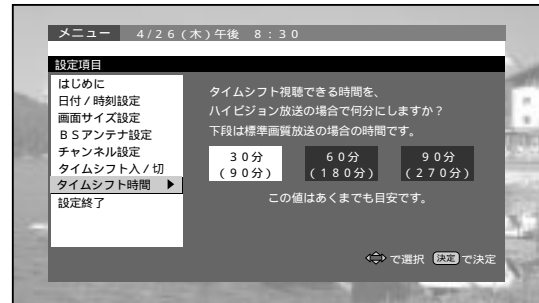 メニュー 4/26(木)午後 8:30
設定項目
はじめに
日付/時刻設定
画面サイズ設定
BSアンテナ設定
チャンネル設定
タイムシフト入/切
タイムシフト時間 ▶
設定終了
タイムシフト視聴できる時間を、
ハイビジョン放送の場合で何分にしますか?
下段は標準画質放送の場合の時間です。
30分 60分 90分
(90分) (180分) (270分)
この値はあくまでも目安です。
で選択 決定 で決定